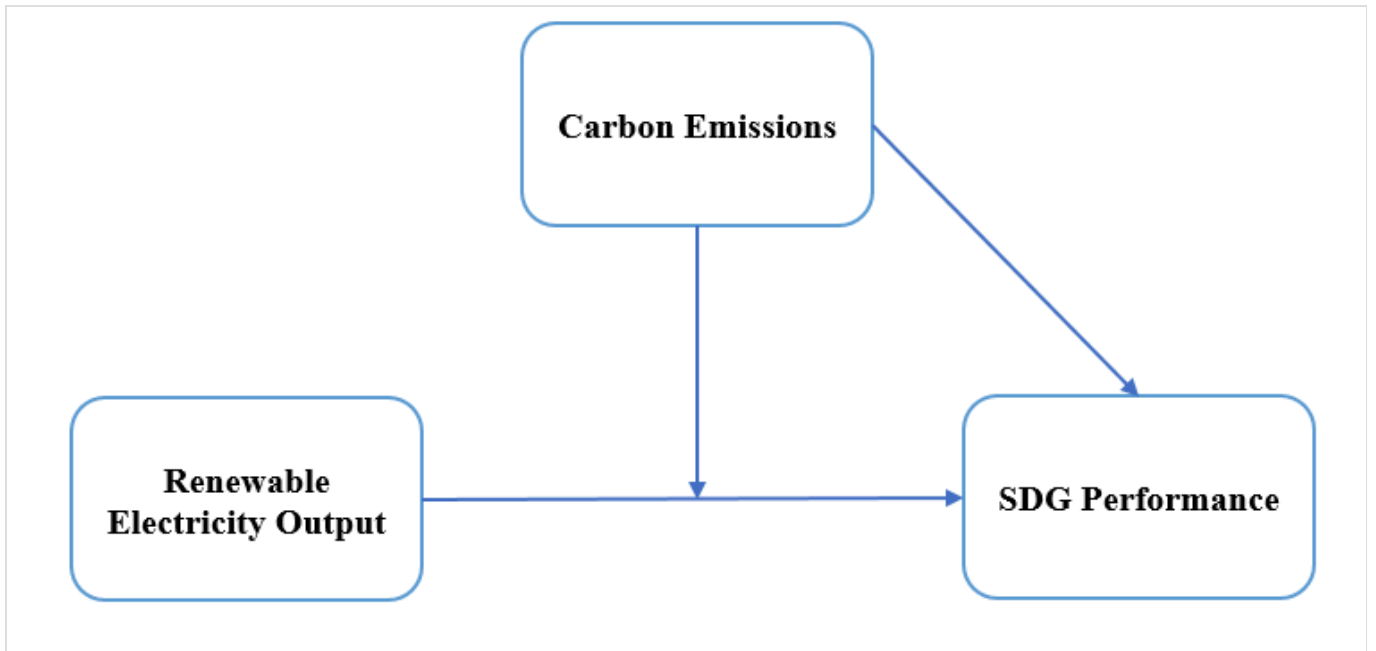 Carbon Emissions
Renewable
Electricity Output
SDG Performance